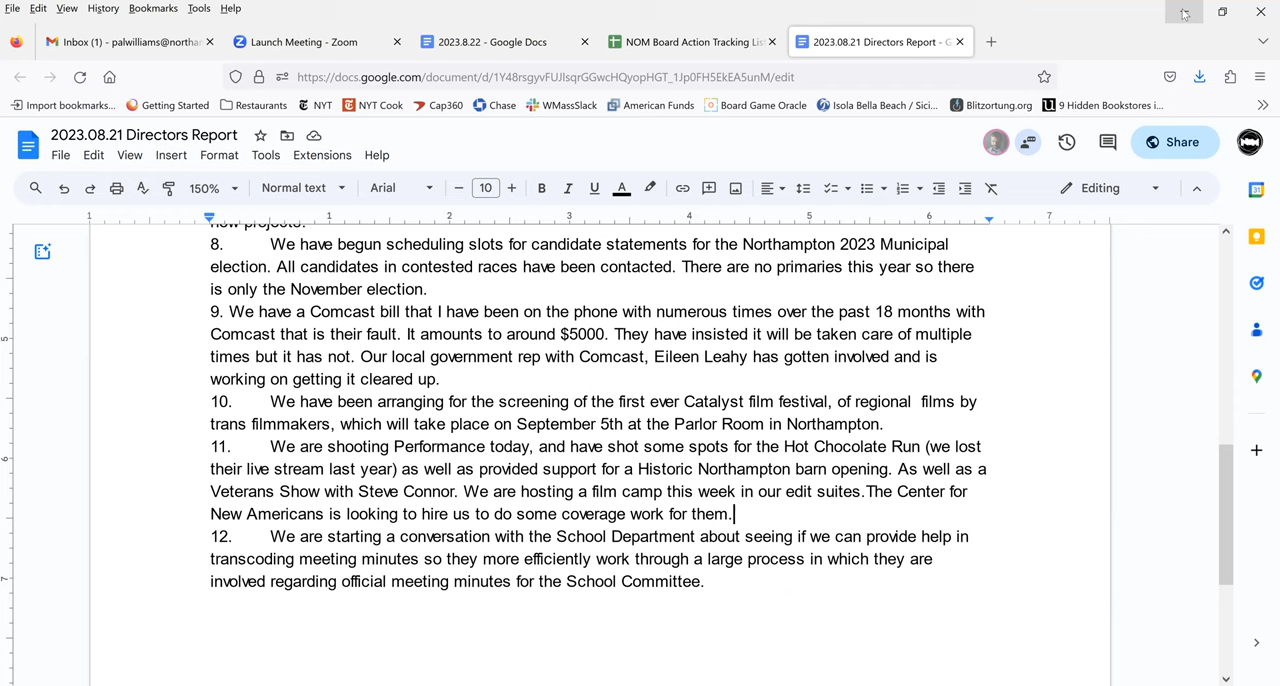 File Edit View History Bookmarks Tools Help
Inbox (1) - palwilliams@northan
Launch Meeting - Zoom
2023.8.22 - Google Docs
NOM Board Action Tracking Lis
2023.08.21 Directors Report - G
https://docs.google.com/document/d/1Y48rsgyvFUJlsqrGGwcHQyopHGT_1Jp0FH5EkEA5unM/edit
Import bookmarks... Getting Started Restaurants NYT NYT Cook Cap360 Chase WMassSlack American Funds Board Game Oracle Isola Bella Beach / Sici... Blitzortung.org 9 Hidden Bookstores i...
2023.08.21 Directors Report
Share
File Edit View Insert Format Tools Extensions Help
150% Normal text Arial 10 Editing
1 1 2 3 4 5 6 7
new projects.
8. We have begun scheduling slots for candidate statements for the Northampton 2023 Municipal
election. All candidates in contested races have been contacted. There are no primaries this year so there
is only the November election.
9. We have a Comcast bill that I have been on the phone with numerous times over the past 18 months with
Comcast that is their fault. It amounts to around $5000. They have insisted it will be taken care of multiple
times but it has not. Our local government rep with Comcast, Eileen Leahy has gotten involved and is
working on getting it cleared up.
10. We have been arranging for the screening of the first ever Catalyst film festival, of regional films by
trans filmmakers, which will take place on September 5th at the Parlor Room in Northampton.
11. We are shooting Performance today, and have shot some spots for the Hot Chocolate Run (we lost
their live stream last year) as well as provided support for a Historic Northampton barn opening. As well as a
Veterans Show with Steve Connor. We are hosting a film camp this week in our edit suites.The Center for
New Americans is looking to hire us to do some coverage work for them.
12. We are starting a conversation with the School Department about seeing if we can provide help in
transcoding meeting minutes so they more efficiently work through a large process in which they are
involved regarding official meeting minutes for the School Committee.